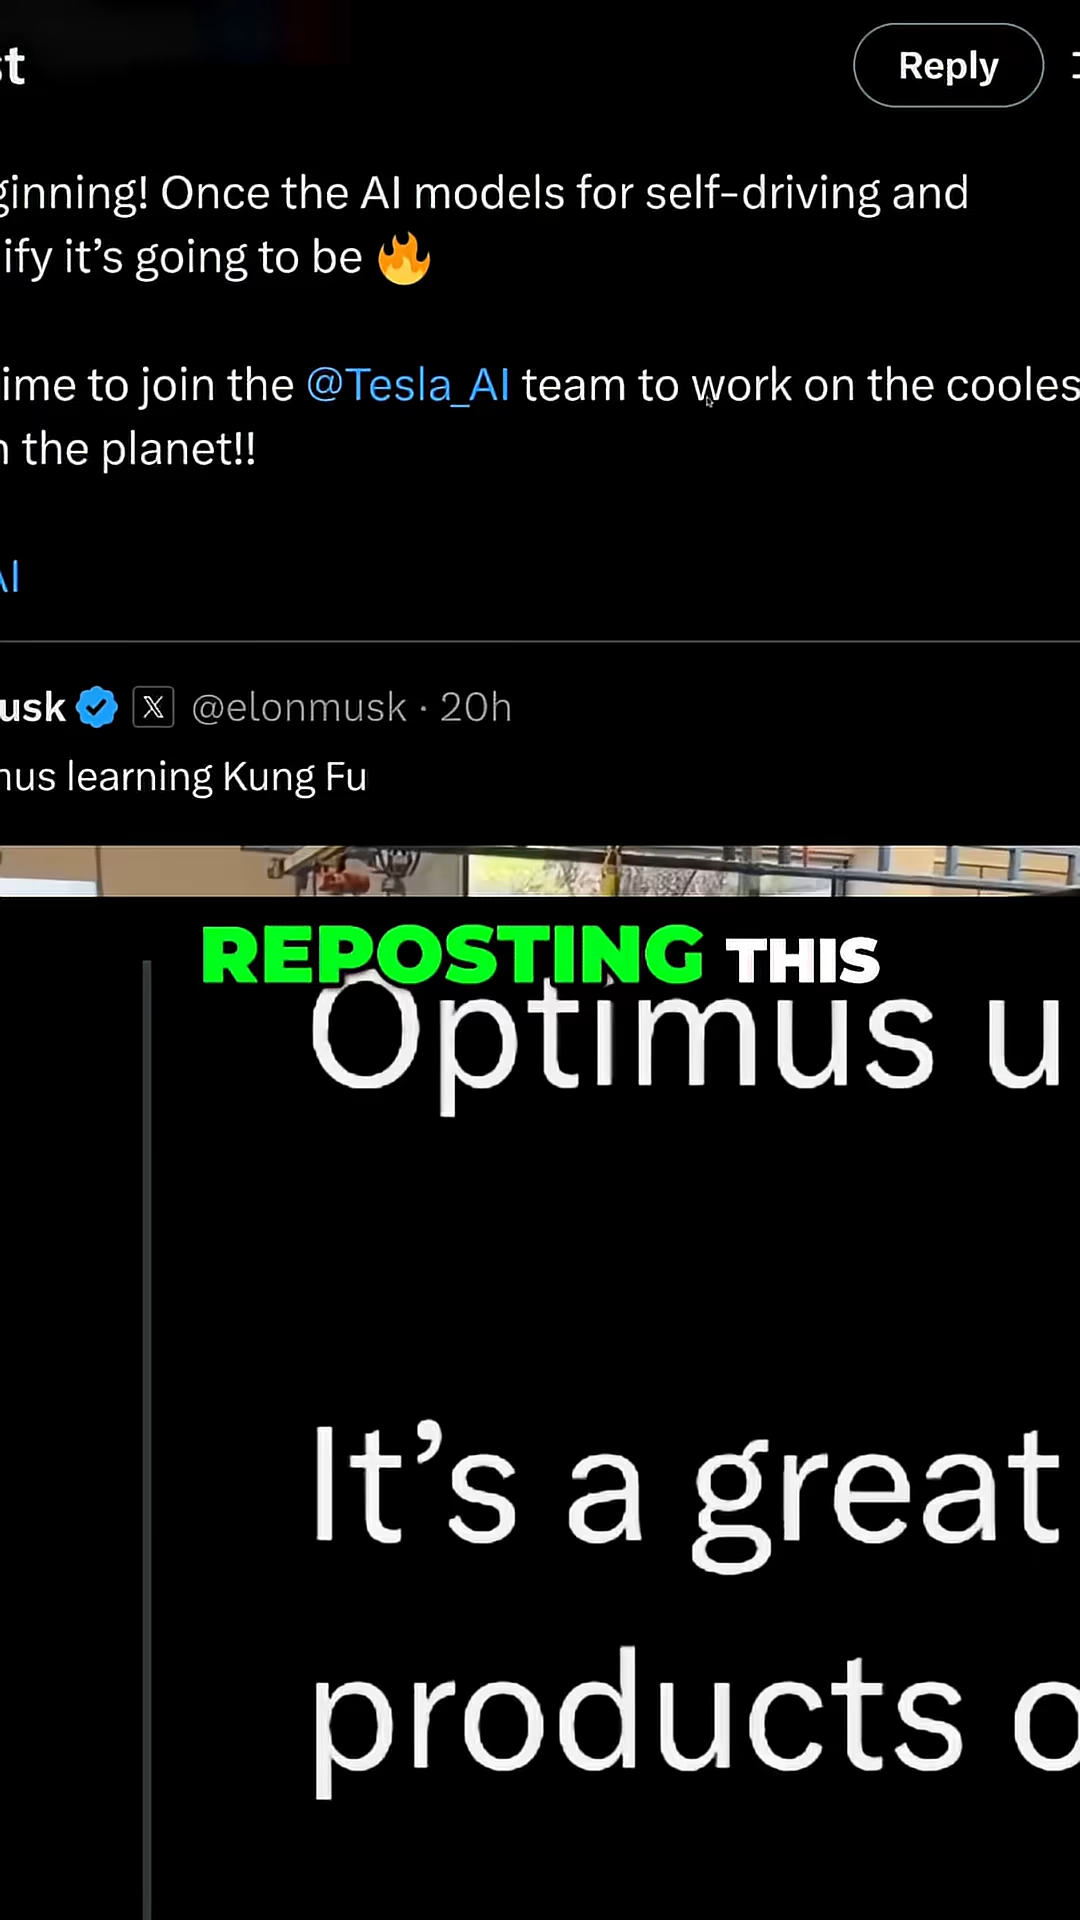 st
Reply
ginning! Once the AI models for self-driving and
ify it’s going to be 🔥
ime to join the @Tesla_AI team to work on the cooles
n the planet!!
AI
usk @elonmusk · 20h
nus learning Kung Fu
REPOSTING THIS
Optimus u
It’s a great
products o